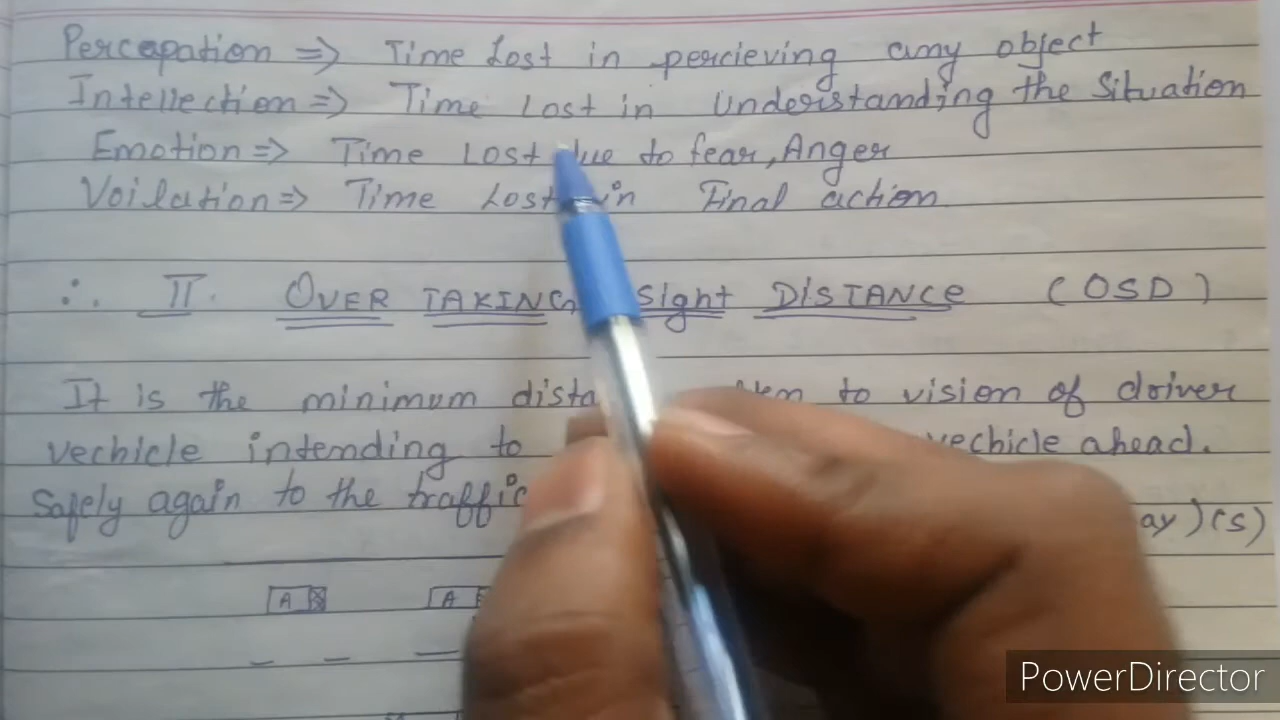 Percapation => Time Lost in percieving any object
Intellection => Time Lost in Understanding the Situation
Emotion => Time Lost due to fear, Anger
Voilation => Time Lost in Final action
∴ II. OVER TAKING Sight DISTANCE (OSD)
It is the minimum to vision of driver
vechicle intending to vechicle ahead.
Safely again to the traffic (S)
A A
PowerDirector